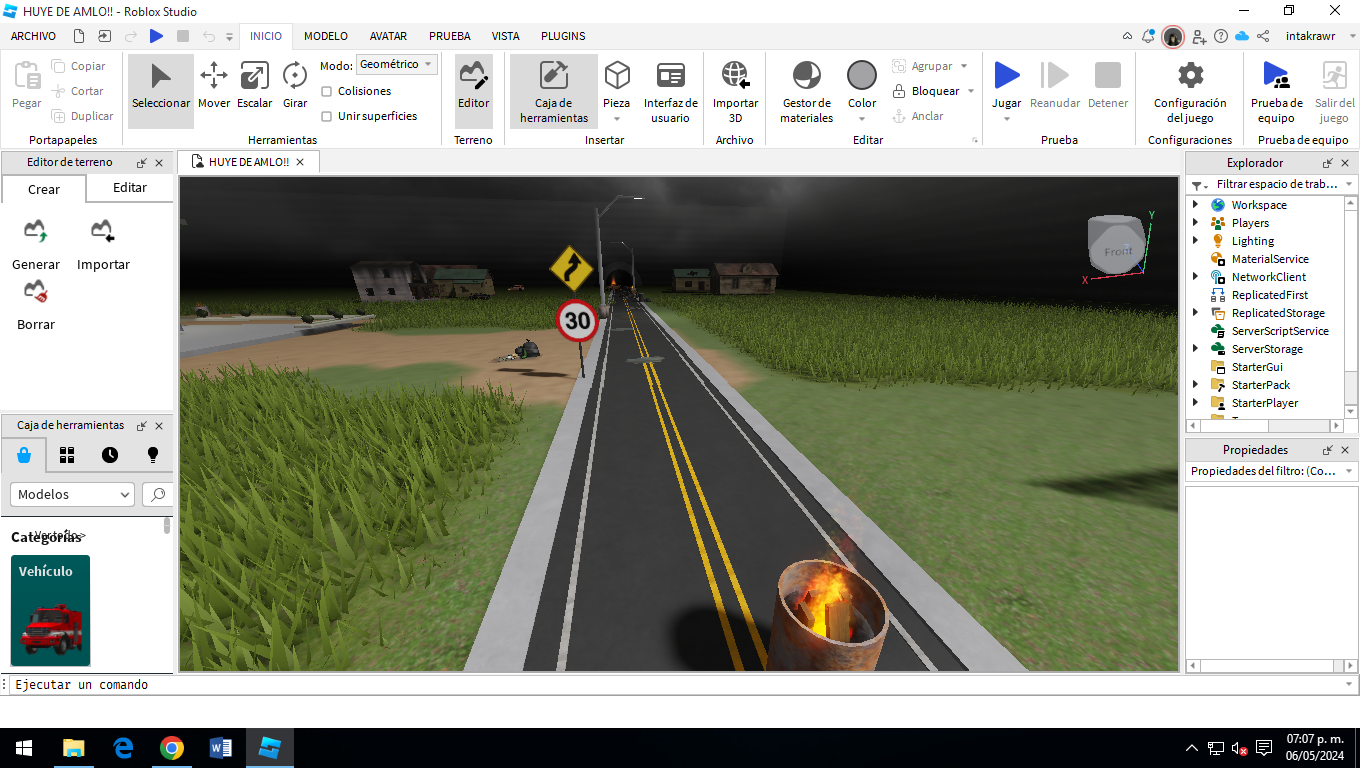 HUYE DE AMLO!! - Roblox Studio
ARCHIVO
INICIO MODELO AVATAR PRUEBA VISTA PLUGINS
intakrawr
Pegar
Copiar
Cortar
Duplicar
Portapapeles
Seleccionar Mover Escalar Girar
Modo: Geométrico
Colisiones
Unir superficies
Herramientas
Editor
Terreno
Caja de
herramientas
Pieza
Interfaz de
usuario
Insertar
Importar
3D
Archivo
Gestor de
materiales
Color
Agrupar
Bloquear
Anclar
Editar
Jugar Reanudar Detener
Prueba
Configuración
del juego
Configuraciones
Prueba de
equipo
Salir del
juego
Prueba de equipo
Editor de terreno
Crear Editar
Generar Importar
Borrar
Caja de herramientas
Modelos
Categorías
Vehículo
HUYE DE AMLO!!
30
Front
Y
X
Explorador
Filtrar espacio de trab...
Workspace
Players
Lighting
MaterialService
NetworkClient
ReplicatedFirst
ReplicatedStorage
ServerScriptService
ServerStorage
StarterGui
StarterPack
StarterPlayer
Propiedades
Propiedades del filtro: (Co...
Ejecutar un comando
07:07 p. m.
06/05/2024